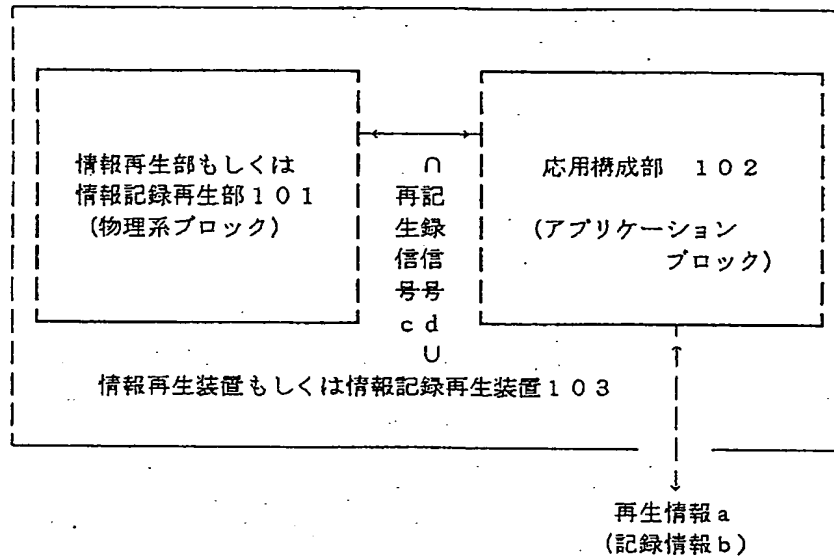 情報再生部もしくは
情報記録再生部101
(物理系ブロック)
再生信号c
(記録信号d)
応用構成部 102
(アプリケーション
ブロック)
情報再生装置もしくは情報記録再生装置103
再生情報a
(記録情報b)